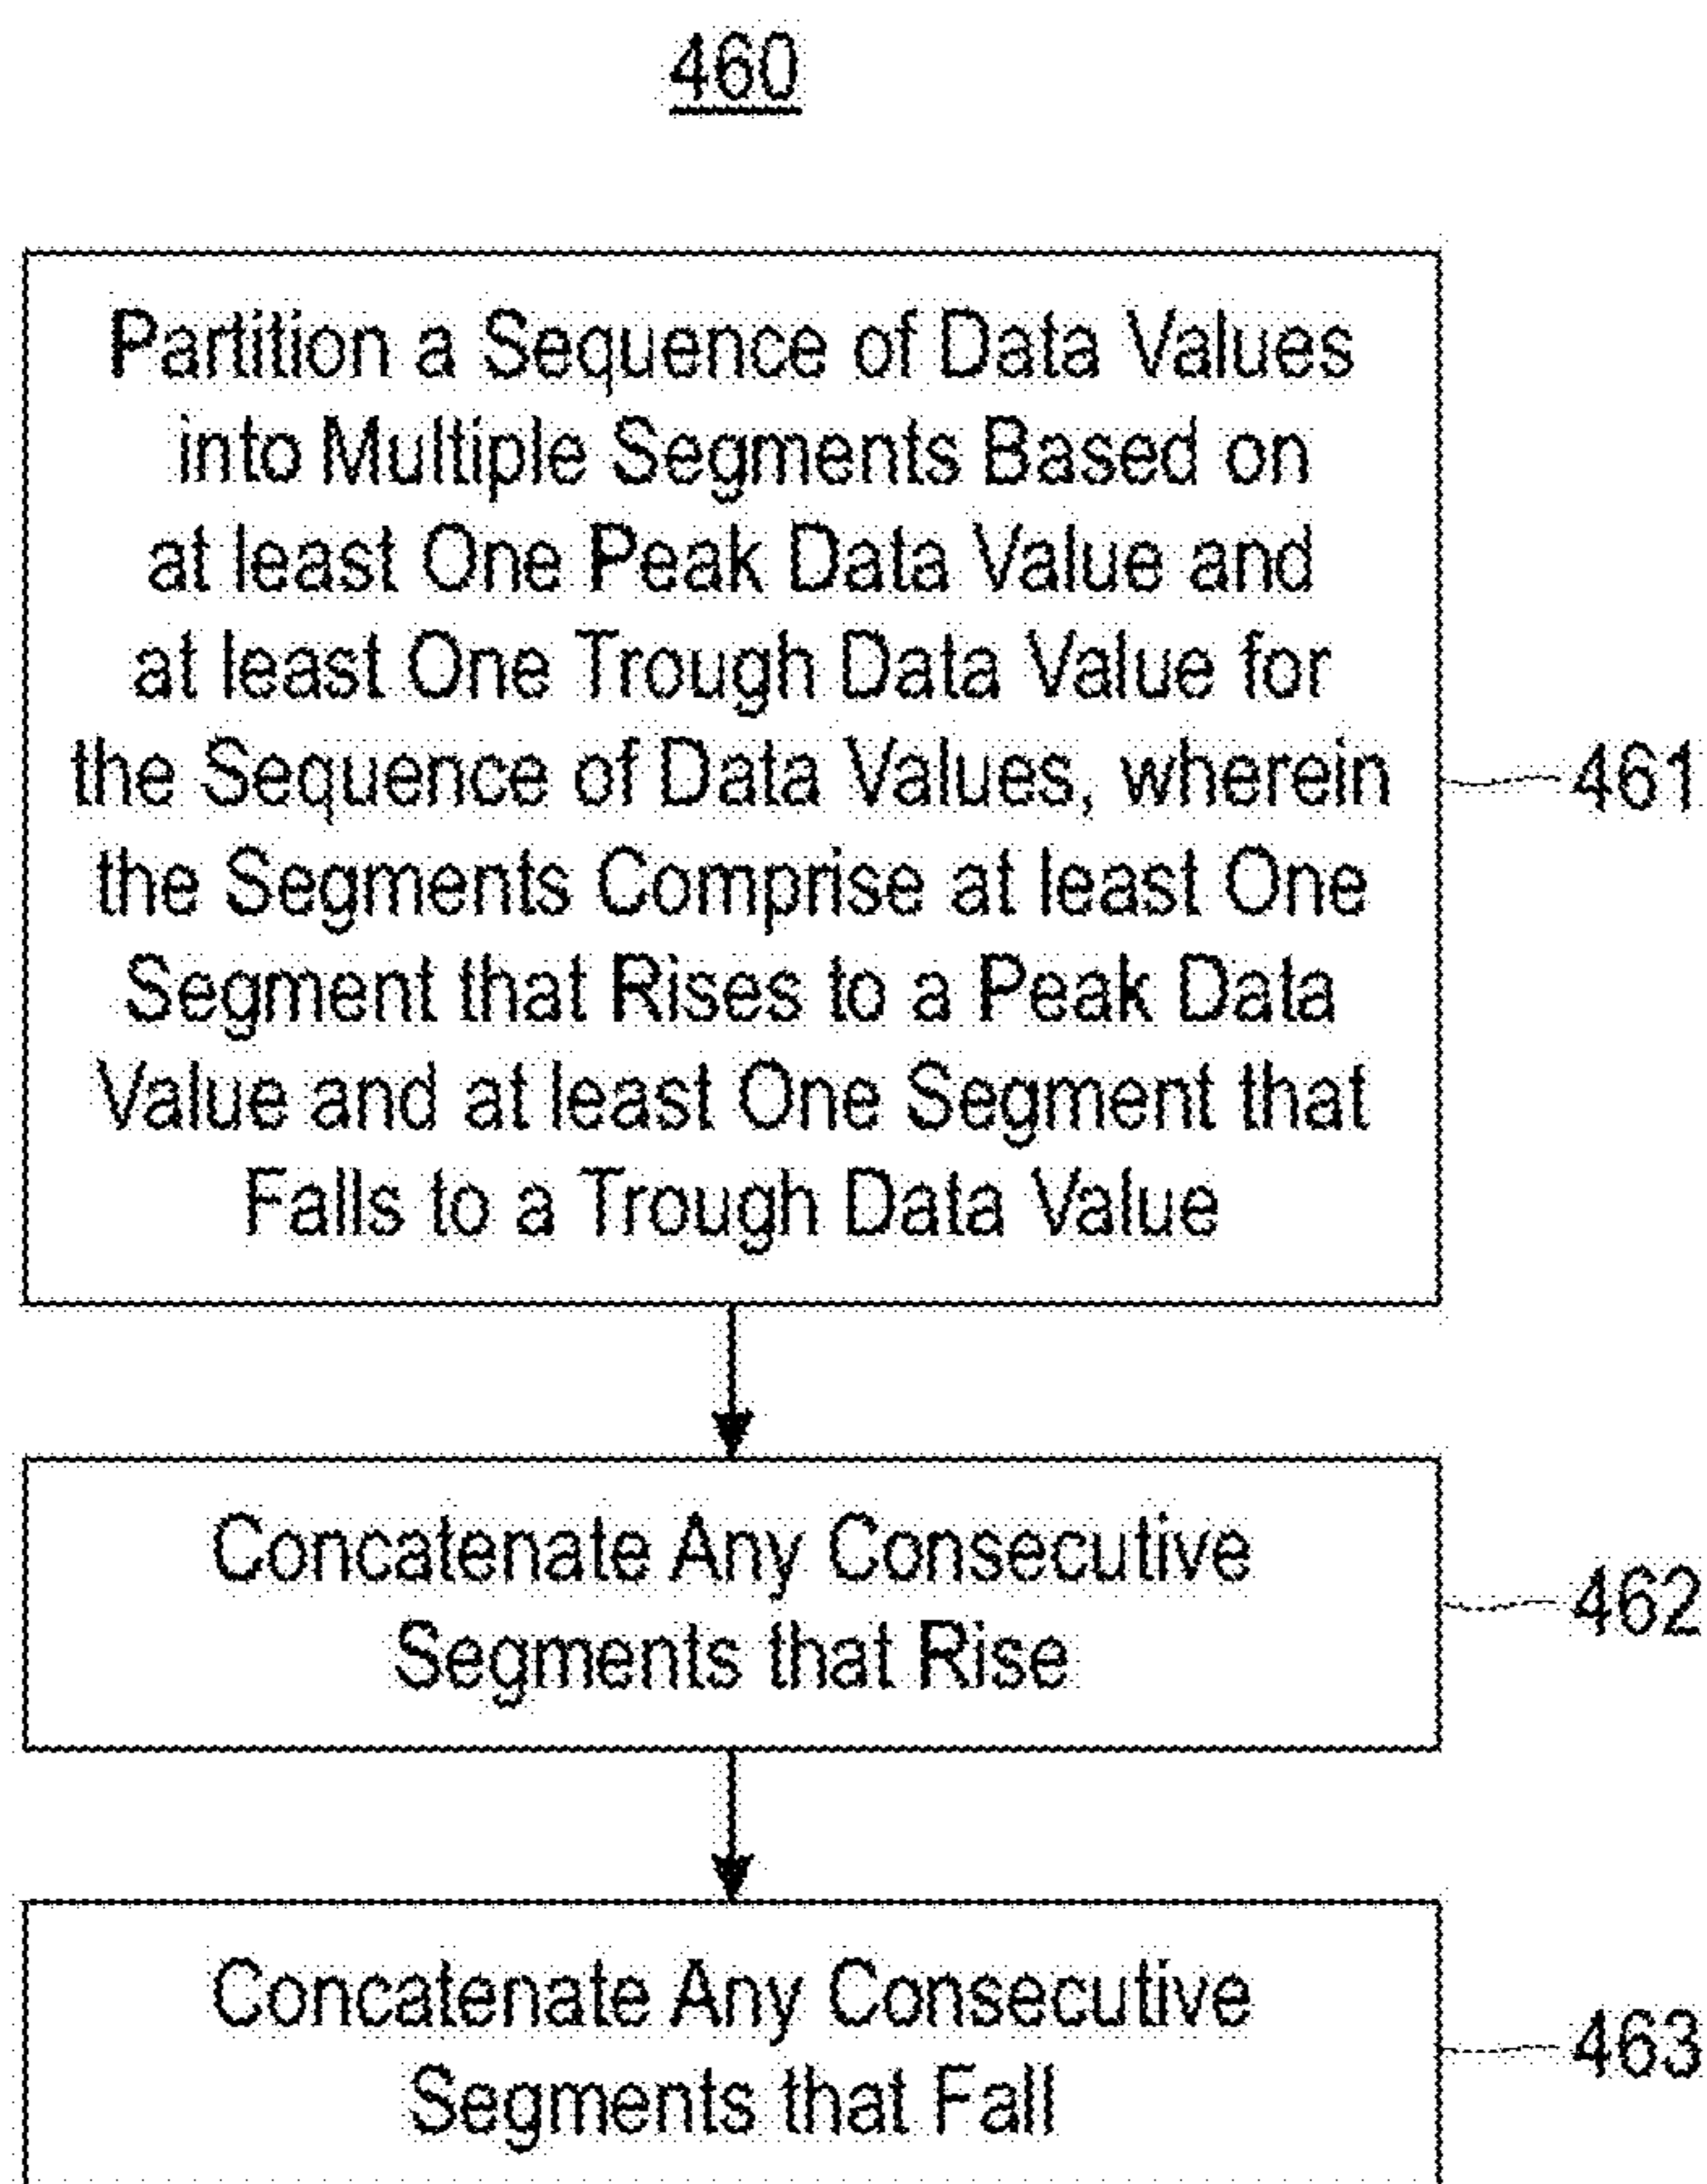 460
Partition a Sequence of Data Values
into Multiple Segments Based on
at least One Peak Data Value and
at least One Trough Data Value for
the Sequence of Data Values, wherein
the Segments Comprise at least One
Segment that Rises to a Peak Data
Value and at least One Segment that
Falls to a Trough Data Value
461
Concatenate Any Consecutive
Segments that Rise
462
Concatenate Any Consecutive
Segments that Fall
463